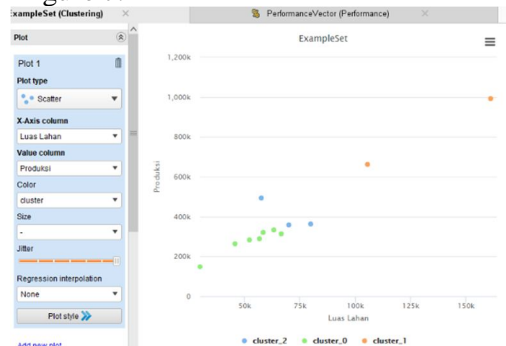 ExampleSet (Clustering)
PerformanceVector (Performance)
Plot
Plot 1
Plot type
Scatter
X-Axis column
Luas Lahan
Value column
Produksi
Color
cluster
Size
-
Jitter
Regression interpolation
None
Plot style
Add new plot
ExampleSet
1,200k
1,000k
800k
600k
400k
200k
0
Produksi
50k
75k
100k
125k
150k
Luas Lahan
cluster_2
cluster_0
cluster_1